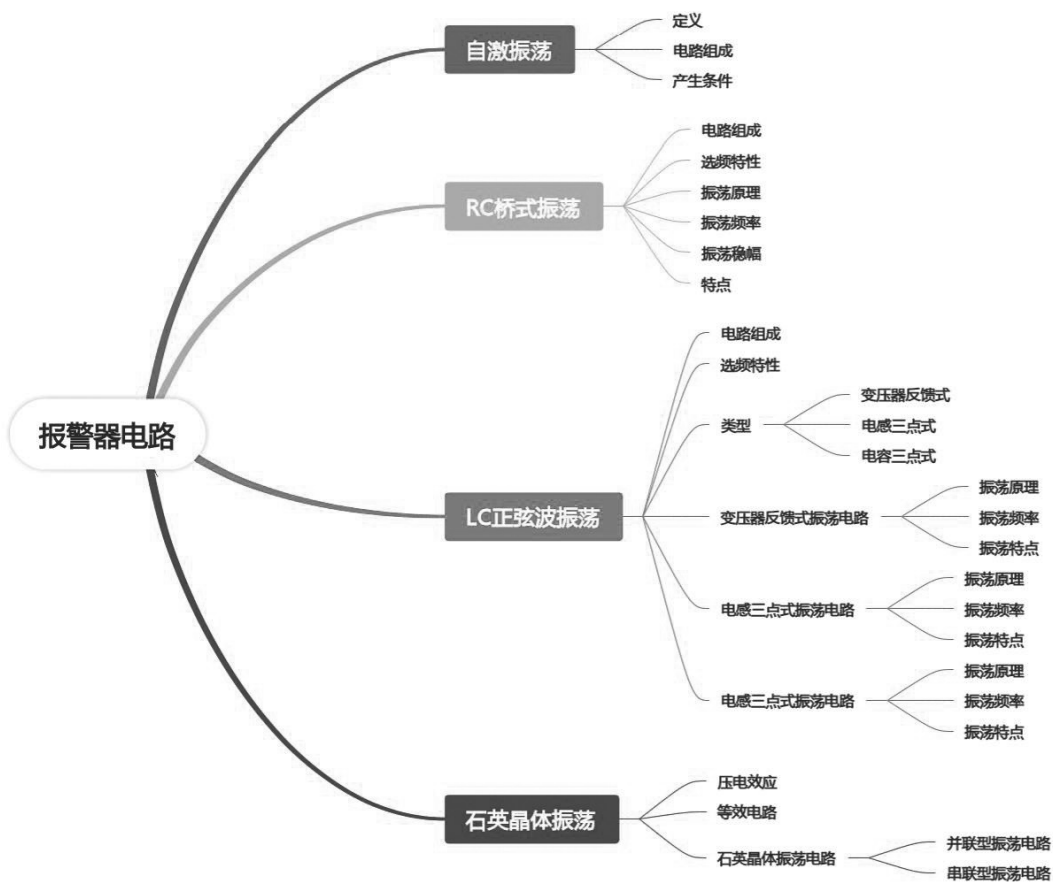 报警器电路
自激振荡
定义
电路组成
产生条件
RC桥式振荡
电路组成
选频特性
振荡原理
振荡频率
振荡稳幅
特点
LC正弦波振荡
电路组成
选频特性
类型
变压器反馈式
电感三点式
电容三点式
变压器反馈式振荡电路
振荡原理
振荡频率
振荡特点
电感三点式振荡电路
振荡原理
振荡频率
振荡特点
电感三点式振荡电路
振荡原理
振荡频率
振荡特点
石英晶体振荡
压电效应
等效电路
石英晶体振荡电路
并联型振荡电路
串联型振荡电路